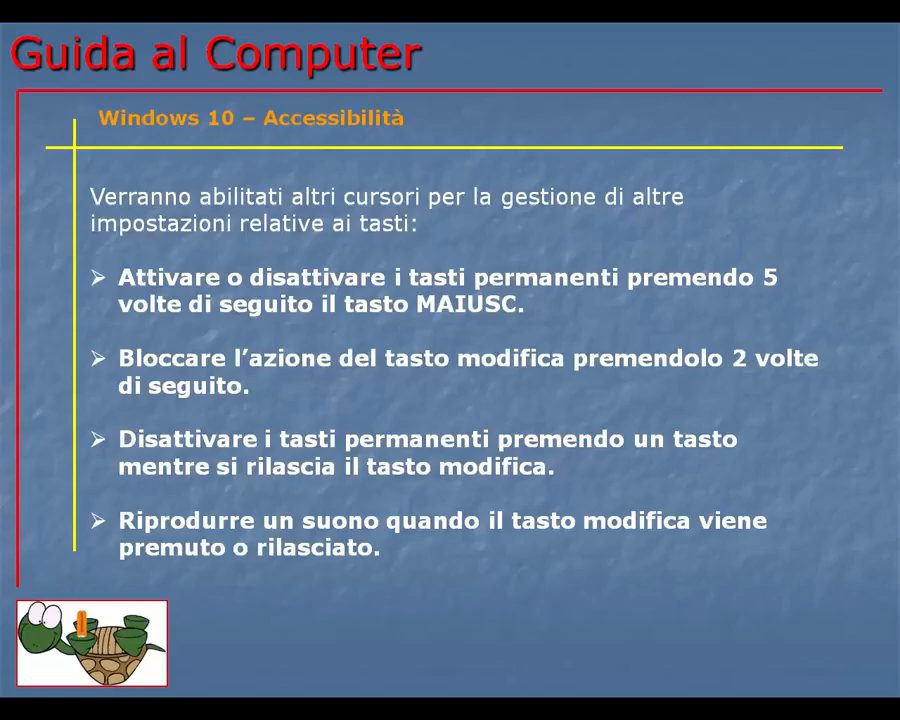 Guida al Computer
Windows 10 – Accessibilità
Verranno abilitati altri cursori per la gestione di altre
impostazioni relative ai tasti:
Attivare o disattivare i tasti permanenti premendo 5
volte di seguito il tasto MAIUSC.
Bloccare l’azione del tasto modifica premendolo 2 volte
di seguito.
Disattivare i tasti permanenti premendo un tasto
mentre si rilascia il tasto modifica.
Riprodurre un suono quando il tasto modifica viene
premuto o rilasciato.